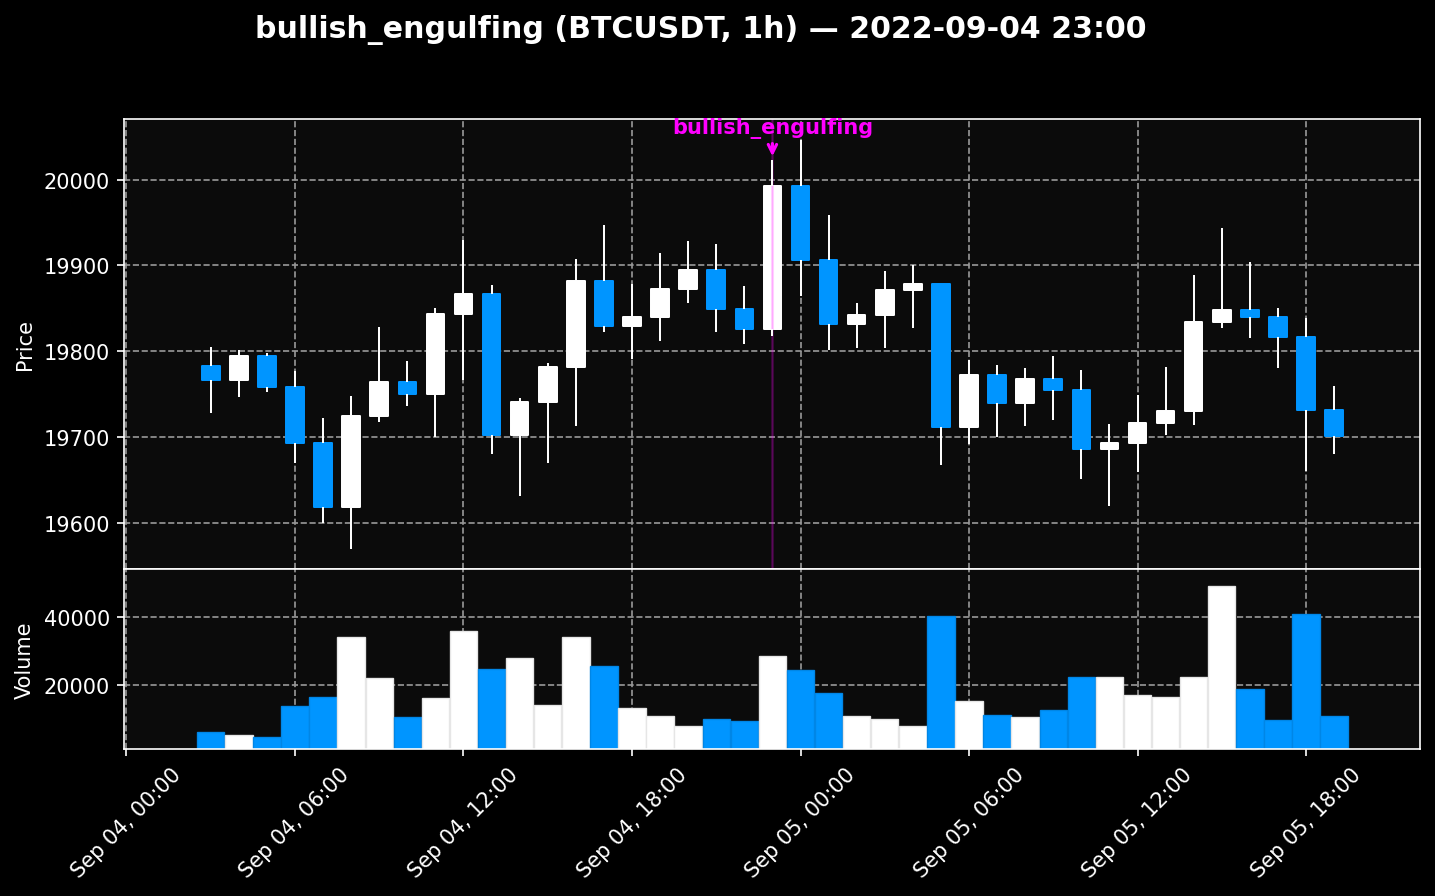 bullish_engulfing (BTCUSDT, 1h) — 2022-09-04 23:00
bullish_engulfing
20000
19900
19800
19700
19600
Price
40000
20000
Volume
Sep 04, 00:00
Sep 04, 06:00
Sep 04, 12:00
Sep 04, 18:00
Sep 05, 00:00
Sep 05, 06:00
Sep 05, 12:00
Sep 05, 18:00